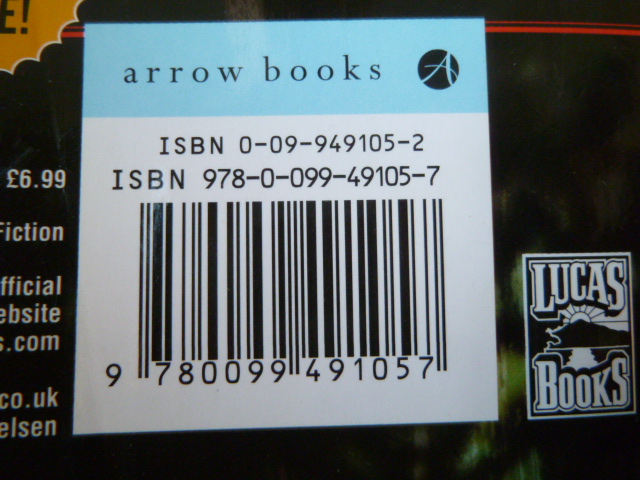 E!
arrow books
ISBN 0-09-949105-2
ISBN 978-0-099-49105-7
9 780099 491057
£6.99
Fiction
fficial
ebsite
s.com
co.uk
elsen
LUCAS
BOOKS